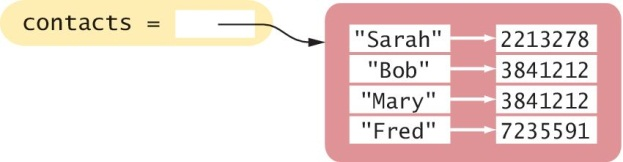 contacts =
"Sarah" 2213278
"Bob" 3841212
"Mary" 3841212
"Fred" 7235591